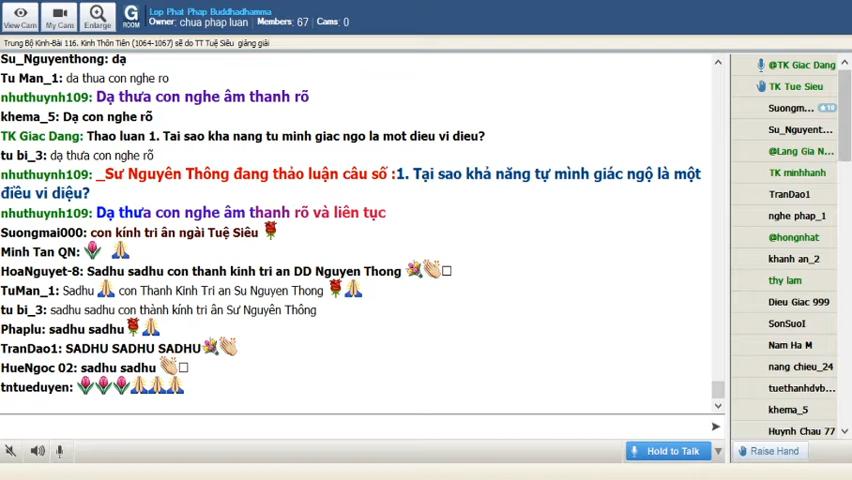 View Cam
My Cam
Enlarge
G
ROOM
Lop Phat Phap Buddhadhamma
Owner: chua phap luan Members: 67 Cams: 0
Trung Bộ Kinh-Bài 116. Kinh Thôn Tiên (1064-1067) sẽ do TT Tuệ Siêu giảng giải
Su_Nguyenthong: dạ
Tu Man_1: da thua con nghe ro
nhuthuynh109: Dạ thưa con nghe âm thanh rõ
khema_5: Dạ con nghe rõ
TK Giac Dang: Thao luan 1. Tai sao kha nang tu minh giac ngo la mot dieu vi dieu?
tu bi_3: dạ thưa con nghe rõ
nhuthuynh109: _Sư Nguyên Thông đang thảo luận câu số :1. Tại sao khả năng tự mình giác ngộ là một
điều vi diệu?
nhuthuynh109: Dạ thưa con nghe âm thanh rõ và liên tục
Suongmai000: con kính tri ân ngài Tuệ Siêu
Minh Tan QN:
HoaNguyet-8: Sadhu sadhu con thanh kinh tri an DD Nguyen Thong
TuMan_1: Sadhu con Thanh Kinh Tri an Su Nguyen Thong
tu bi_3: sadhu sadhu con thành kính tri ân Sư Nguyên Thông
Phaplu: sadhu sadhu
TranDao1: SADHU SADHU SADHU
HueNgoc 02: sadhu sadhu
tntueduyen:
@TK Giac Dang
TK Tue Sieu
Suongm...
10
Su_Nguyent...
@Lang Gia N...
TK minhhanh
TranDao1
nghe phap_1
@hongnhat
khanh an_2
thy lam
Dieu Giac 999
SonSuoI
Nam Ha M
nang chieu_24
tuethanhdvb...
khema_5
Huynh Chau 77
Hold to Talk
Raise Hand